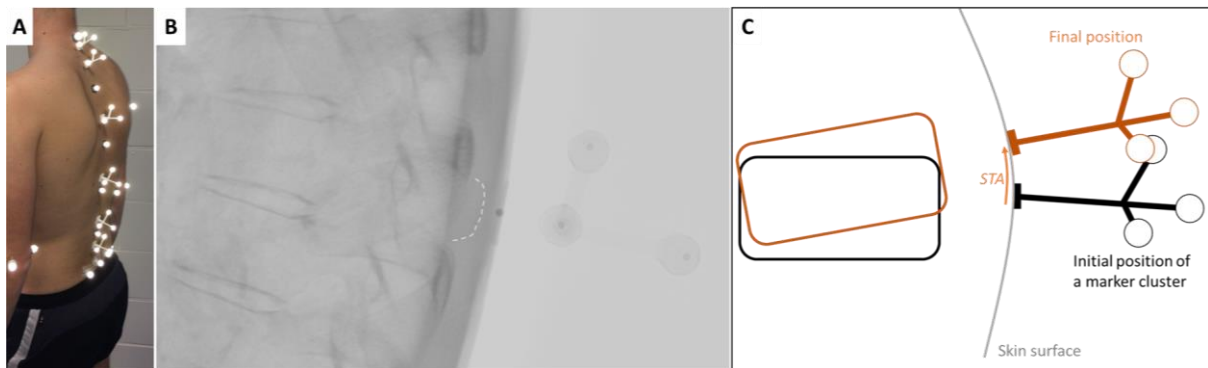 A
B
C
Final position
STA
Initial position of
a marker cluster
Skin surface